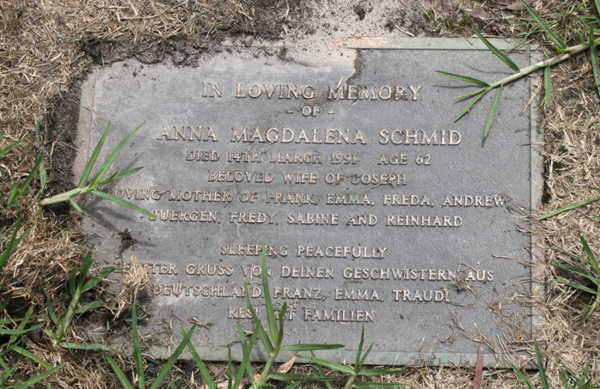 IN LOVING MEMORY
- OF -
ANNA MAGDALENA SCHMID
DIED 14TH MARCH 1991 AGE 62
BELOVED WIFE OF JOSEPH
LOVING MOTHER OF FRANK, EMMA, FREDA, ANDREW,
JUERGEN, FREDY, SABINE AND REINHARD
SLEEPING PEACEFULLY
LETZTER GRUSS VON DEINEN GESCHWISTERN AUS
DEUTSCHLAND, FRANZ, EMMA, TRAUDL
RESI UND FAMILIEN